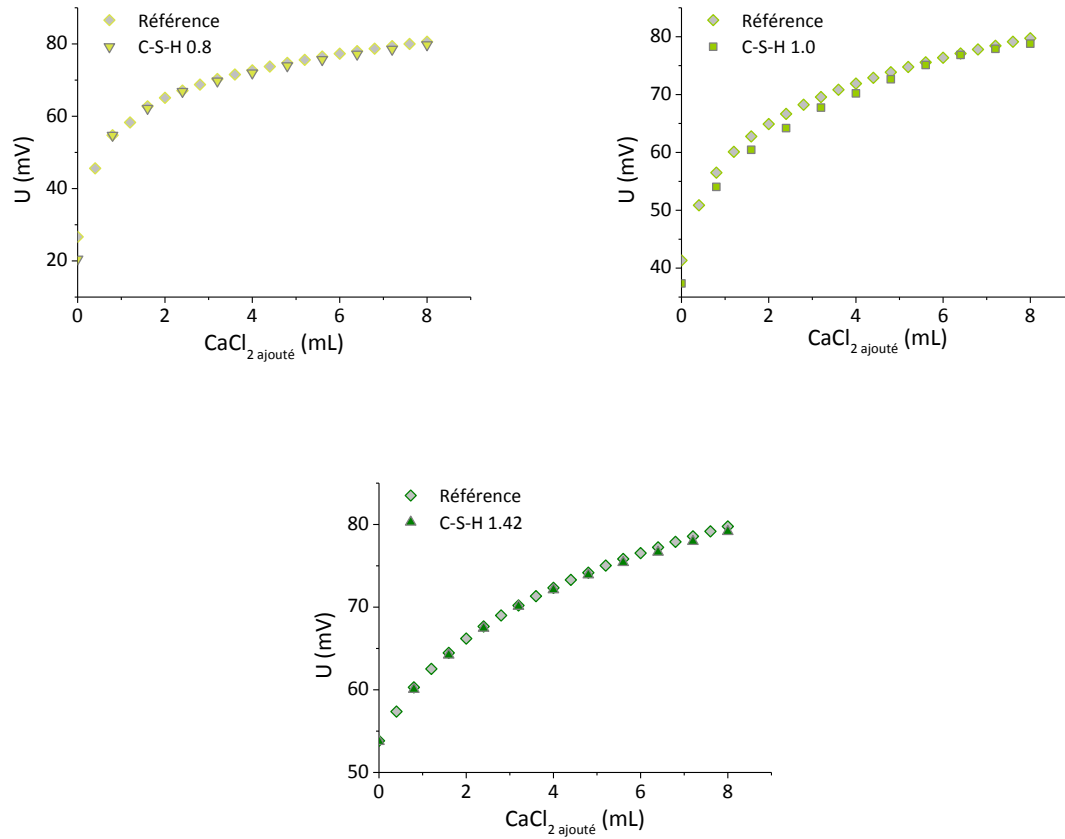 Référence
C-S-H 0.8
80
60
40
20
U (mV)
0 2 4 6 8
CaCl2 ajouté (mL)
Référence
C-S-H 1.0
80
70
60
50
40
U (mV)
0 2 4 6 8
CaCl2 ajouté (mL)
Référence
C-S-H 1.42
80
70
60
50
U (mV)
0 2 4 6 8
CaCl2 ajouté (mL)